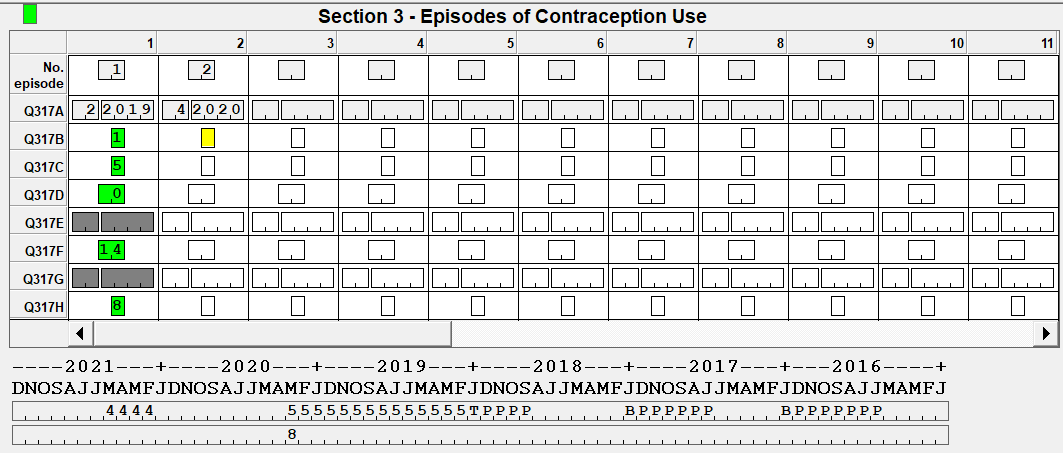 Section 3 - Episodes of Contraception Use
1 2 3 4 5 6 7 8 9 10 11
No. episode 1 2
Q317A 2 2019 4 2020
Q317B 1
Q317C 5
Q317D 0
Q317E
Q317F 14
Q317G
Q317H 8
----2021---+----2020---+----2019---+----2018---+----2017---+----2016---+
DNOSAJJMAMFJDNOSAJJMAMFJDNOSAJJMAMFJDNOSAJJMAMFJDNOSAJJMAMFJDNOSAJJMAMFJ
4444 55555555555555TPPPP BPPPPPP BPPPPPPP
8